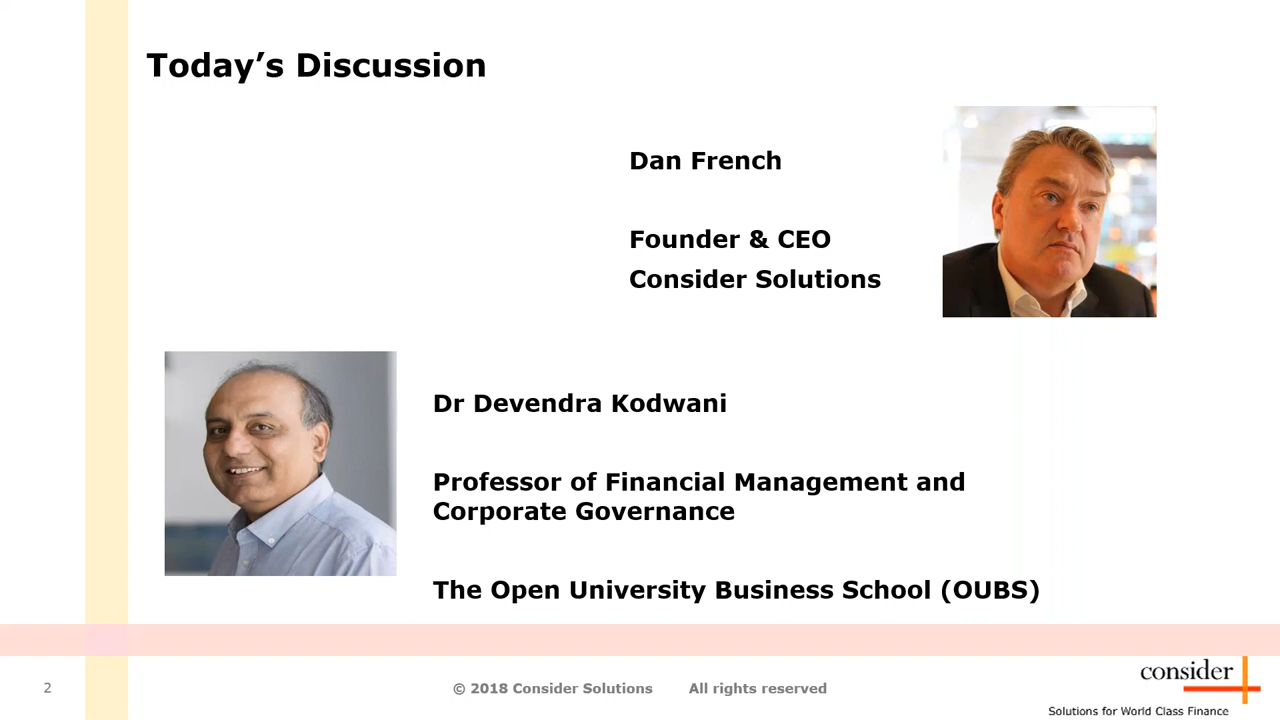 Today’s Discussion
Dan French
Founder & CEO
Consider Solutions
Dr Devendra Kodwani
Professor of Financial Management and
Corporate Governance
The Open University Business School (OUBS)
2
© 2018 Consider Solutions All rights reserved
consider
Solutions for World Class Finance